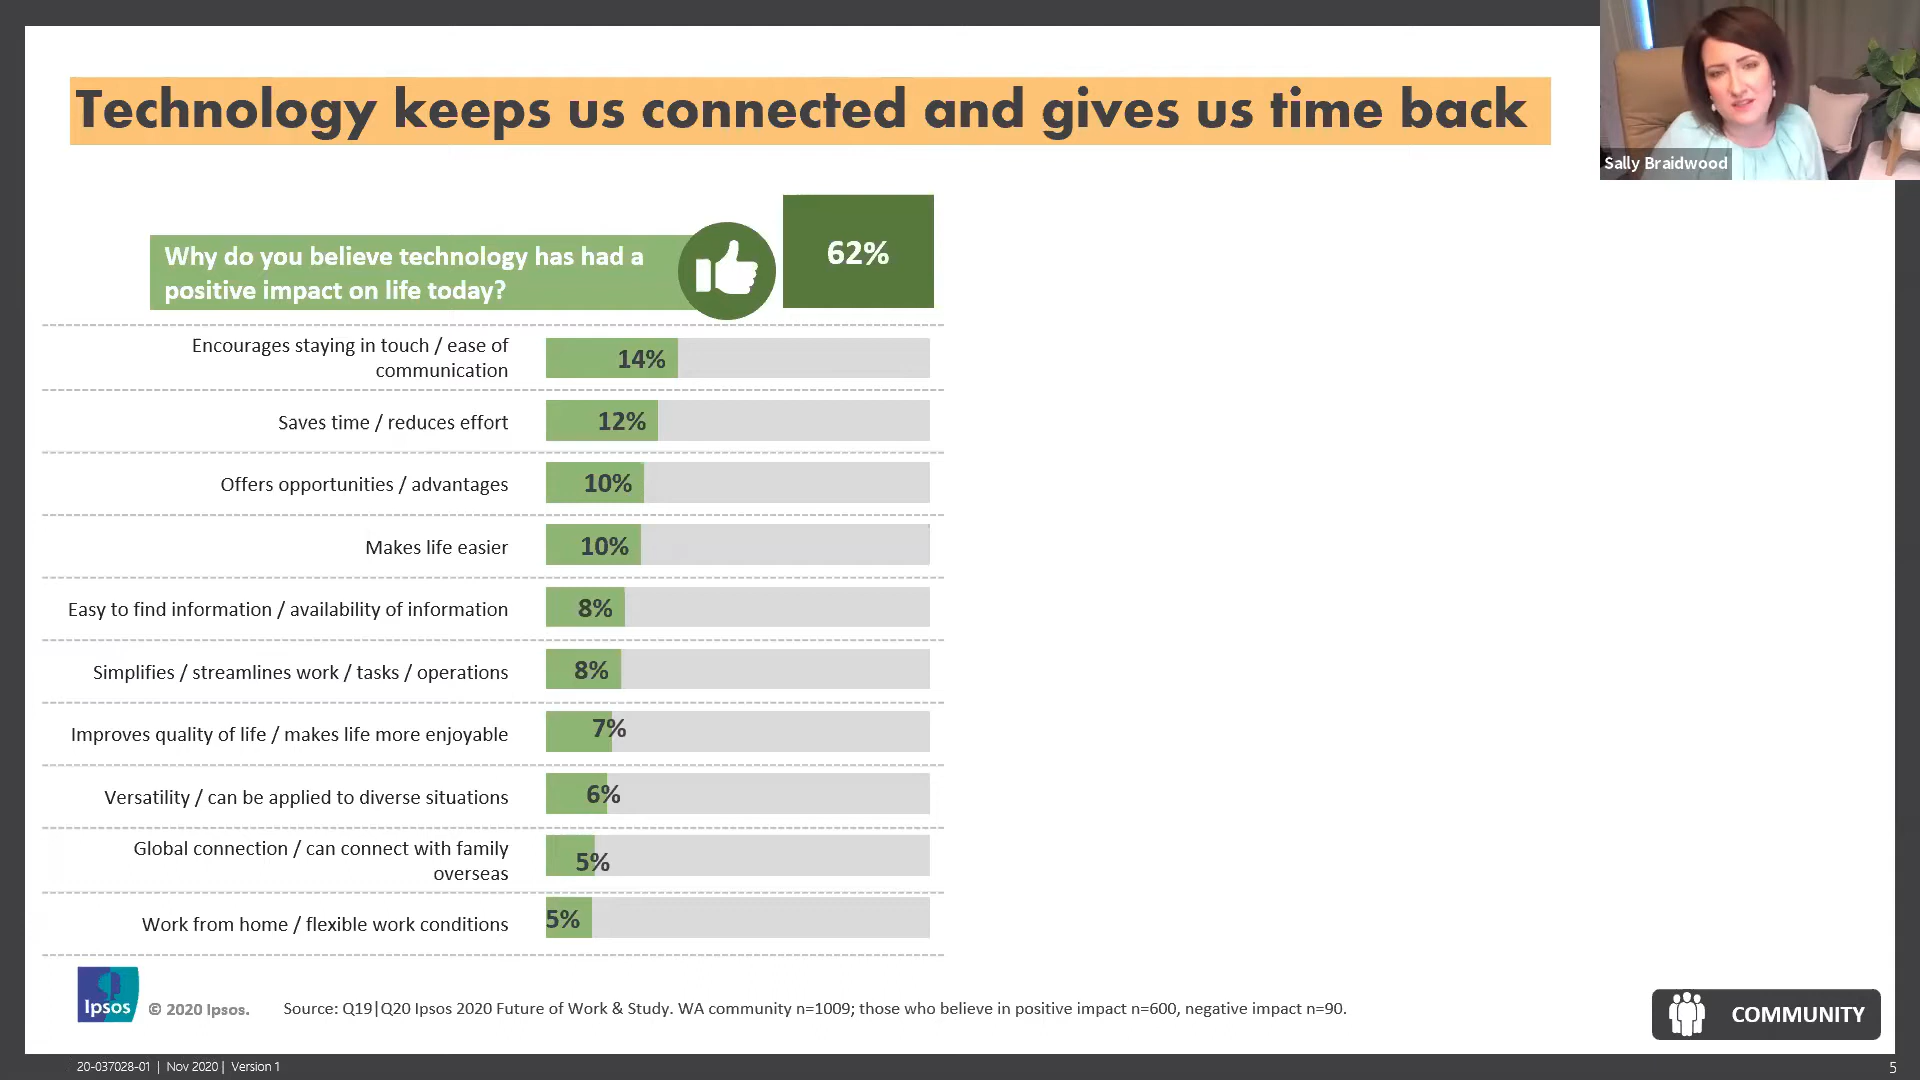 Technology keeps us connected and gives us time back
Sally Braidwood
Why do you believe technology has had a
positive impact on life today?
62%
Encourages staying in touch / ease of
communication
14%
Saves time / reduces effort
12%
Offers opportunities / advantages
10%
Makes life easier
10%
Easy to find information / availability of information
8%
Simplifies / streamlines work / tasks / operations
8%
Improves quality of life / makes life more enjoyable
7%
Versatility / can be applied to diverse situations
6%
Global connection / can connect with family
overseas
5%
Work from home / flexible work conditions
5%
Ipsos
© 2020 Ipsos.
Source: Q19|Q20 Ipsos 2020 Future of Work & Study. WA community n=1009; those who believe in positive impact n=600, negative impact n=90.
COMMUNITY
20-037028-01 | Nov 2020 | Version 1
5